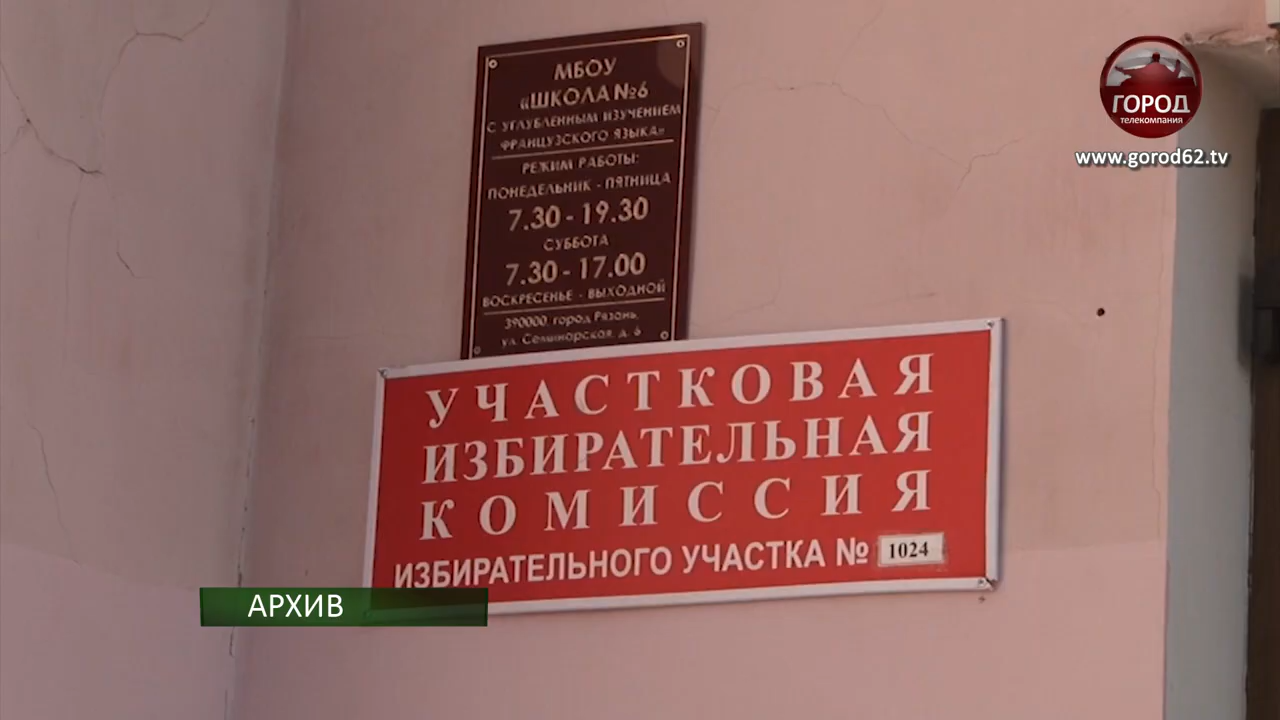 МБОУ
«ШКОЛА №6
С УГЛУБЛЕННЫМ ИЗУЧЕНИЕМ
ФРАНЦУЗСКОГО ЯЗЫКА»
РЕЖИМ РАБОТЫ:
ПОНЕДЕЛЬНИК - ПЯТНИЦА
7.30 - 19.30
СУББОТА
7.30 - 17.00
ВОСКРЕСЕНЬЕ - ВЫХОДНОЙ
390000, город Рязань,
ул. Семинарская, д. 6
УЧАСТКОВАЯ
ИЗБИРАТЕЛЬНАЯ
КОМИССИЯ
ИЗБИРАТЕЛЬНОГО УЧАСТКА № 1024
ГОРОД
телекомпания
www.gorod62.tv
АРХИВ